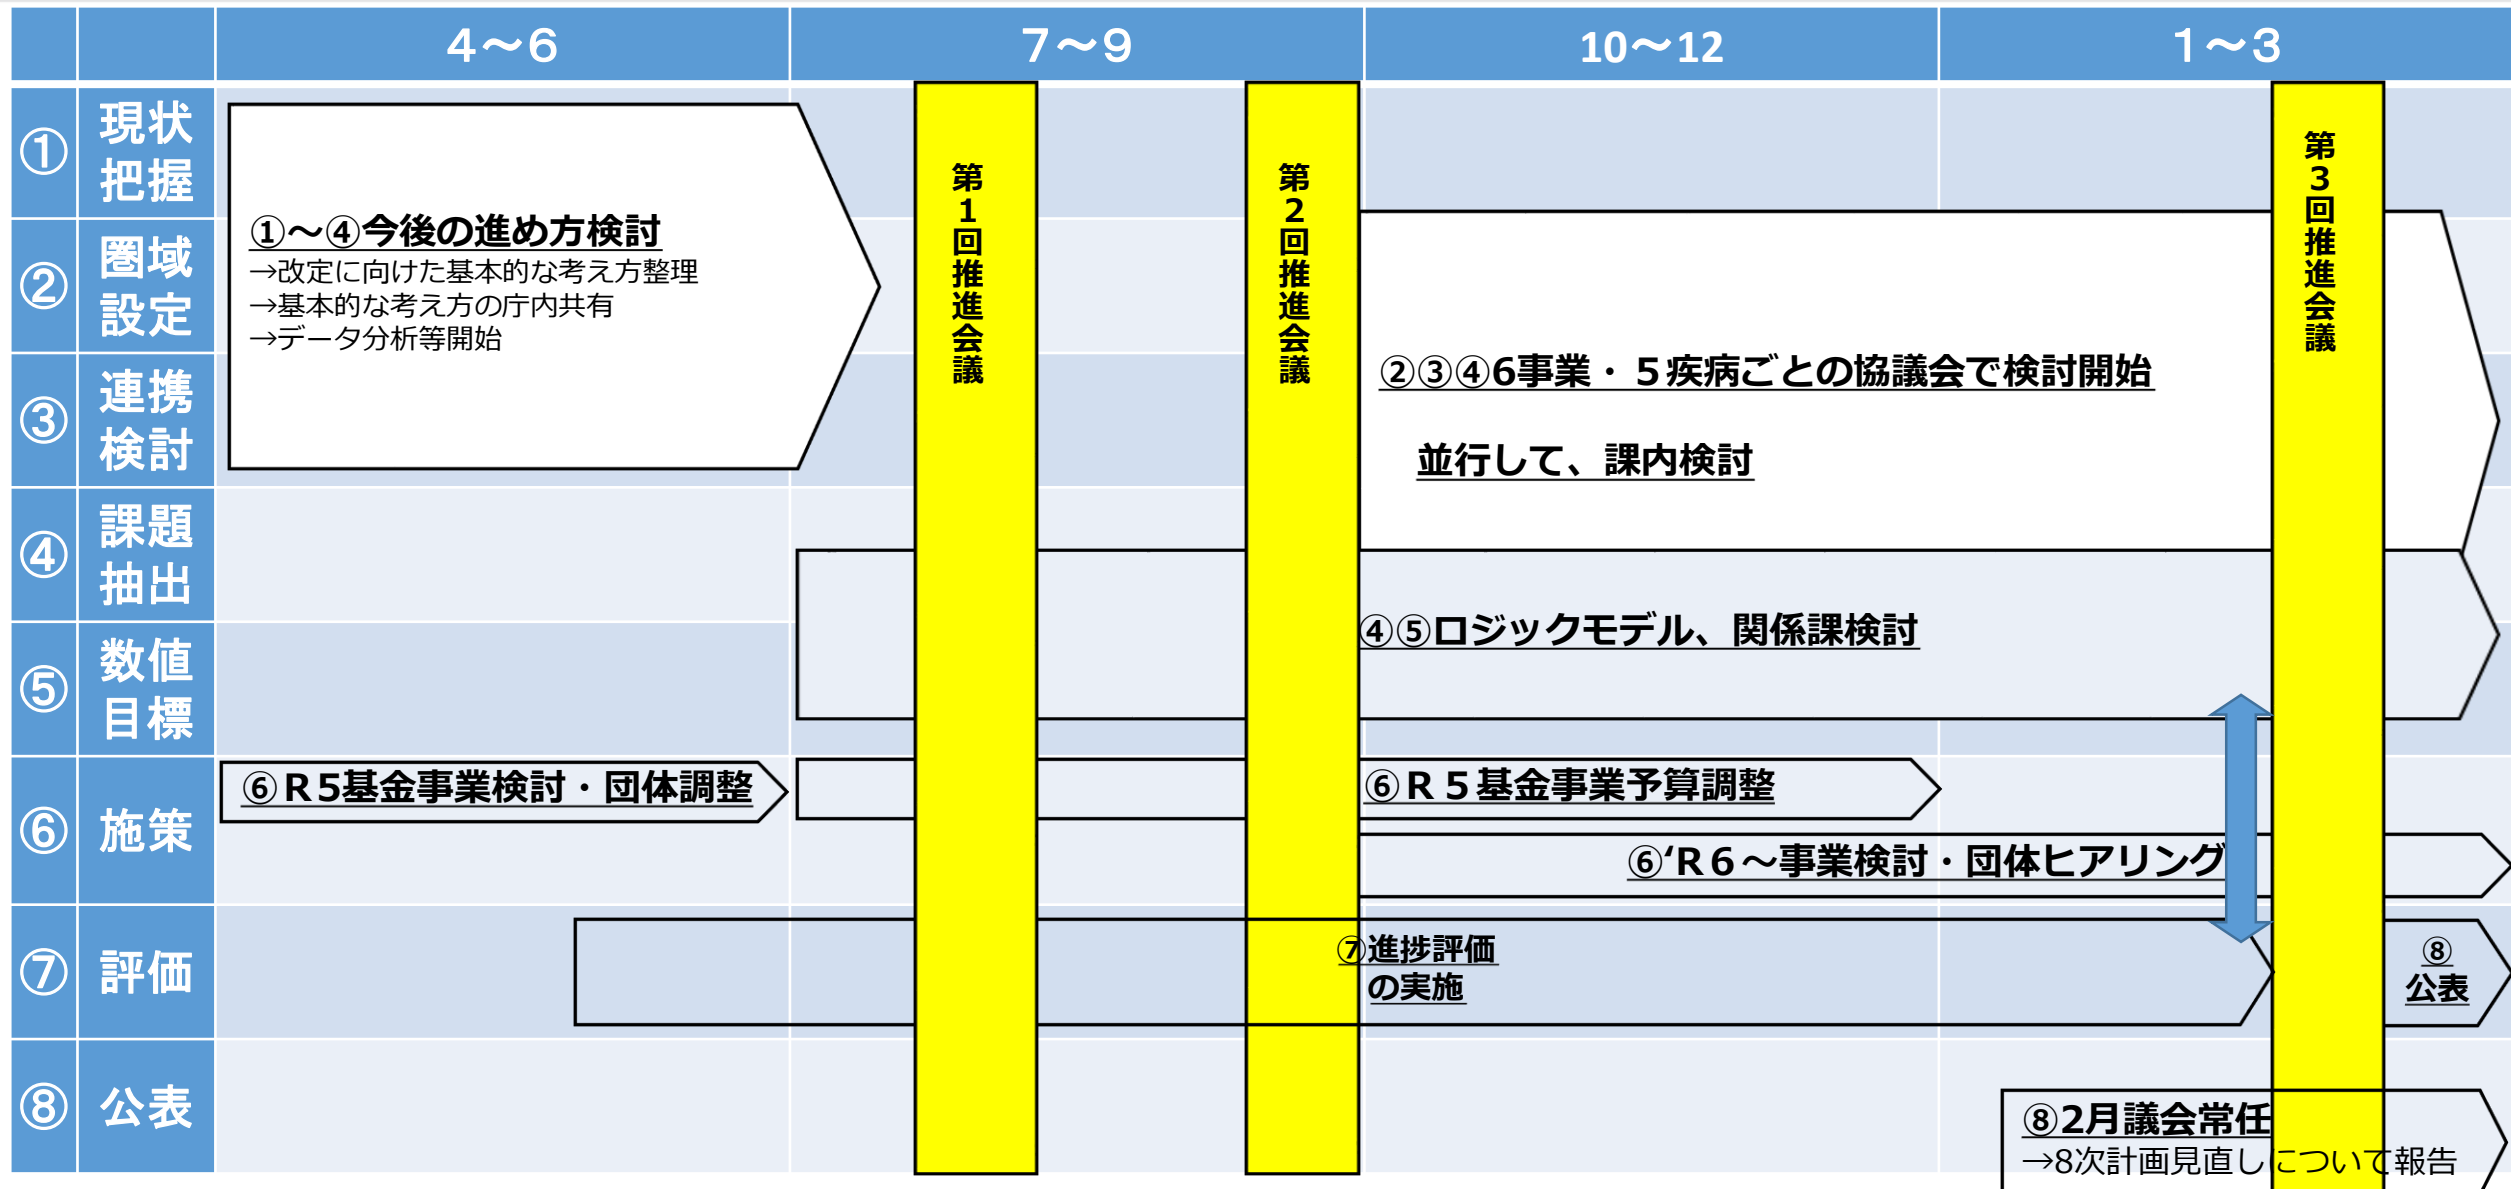 4～6
7～9
10～12
1～3
①
現状
把握
②
圏域
設定
③
連携
検討
④
課題
抽出
⑤
数値
目標
⑥
施策
⑦
評価
⑧
公表
①～④今後の進め方検討
→改定に向けた基本的な考え方整理
→基本的な考え方の庁内共有
→データ分析等開始
第1回推進会議
第2回推進会議
第3回推進会議
②③④6事業・５疾病ごとの協議会で検討開始
並行して、課内検討
④⑤ロジックモデル、関係課検討
⑥R5基金事業検討・団体調整
⑥R５基金事業予算調整
⑥‘R６～事業検討・団体ヒアリング
⑦進捗評価
の実施
⑧
公表
⑧2月議会常任
→8次計画見直しについて報告